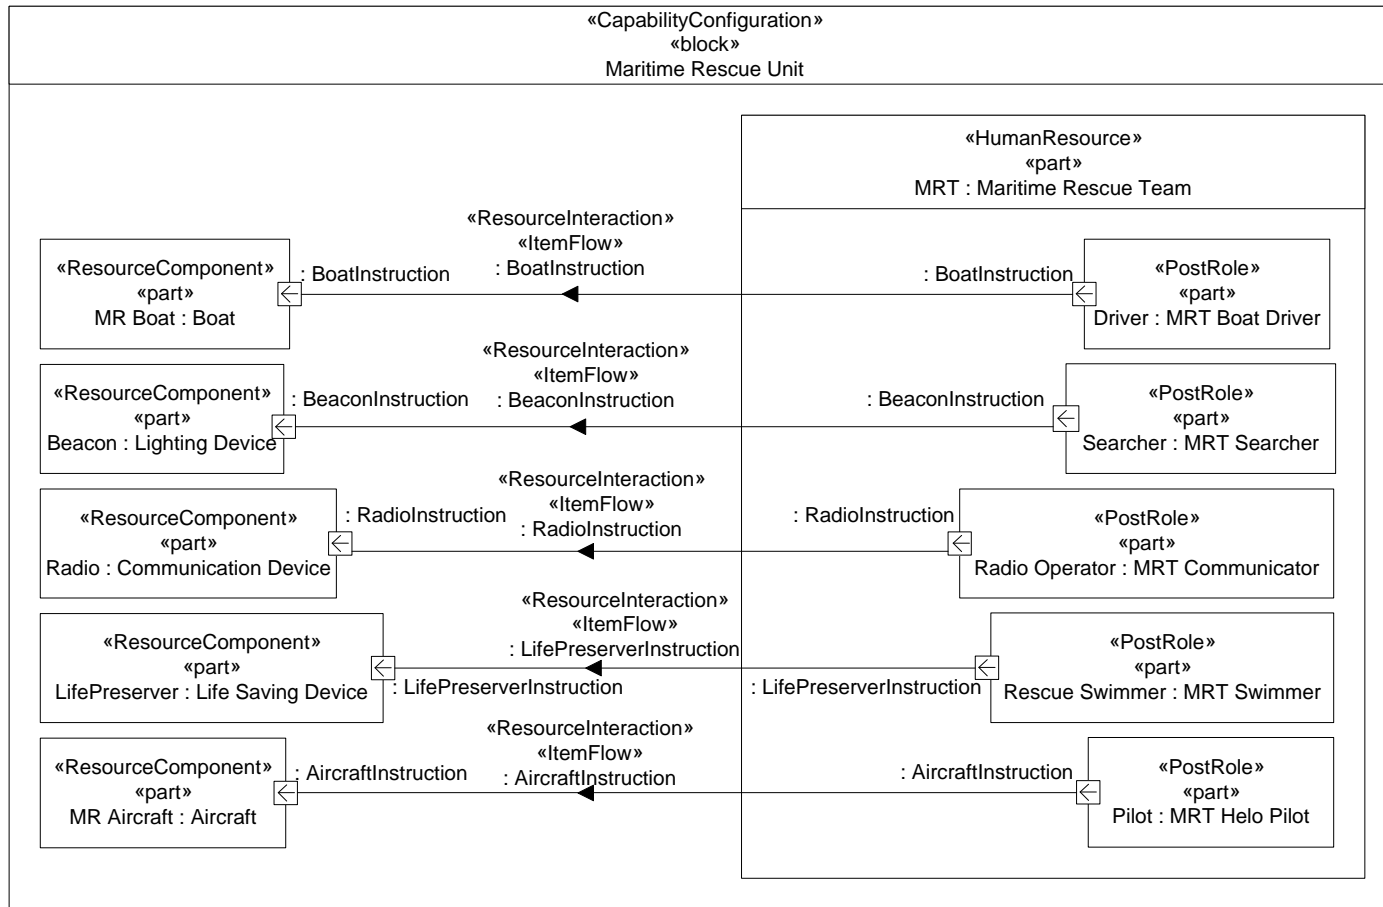 «CapabilityConfiguration»
«block»
Maritime Rescue Unit
«HumanResource»
«part»
MRT : Maritime Rescue Team
«ResourceComponent»
«part»
MR Boat : Boat
: BoatInstruction
«ResourceInteraction»
«ItemFlow»
: BoatInstruction
: BoatInstruction
«PostRole»
«part»
Driver : MRT Boat Driver
«ResourceComponent»
«part»
Beacon : Lighting Device
: BeaconInstruction
«ResourceInteraction»
«ItemFlow»
: BeaconInstruction
: BeaconInstruction
«PostRole»
«part»
Searcher : MRT Searcher
«ResourceComponent»
«part»
Radio : Communication Device
: RadioInstruction
«ResourceInteraction»
«ItemFlow»
: RadioInstruction
: RadioInstruction
«PostRole»
«part»
Radio Operator : MRT Communicator
«ResourceComponent»
«part»
LifePreserver : Life Saving Device
: LifePreserverInstruction
«ResourceInteraction»
«ItemFlow»
: LifePreserverInstruction
: LifePreserverInstruction
«PostRole»
«part»
Rescue Swimmer : MRT Swimmer
«ResourceComponent»
«part»
MR Aircraft : Aircraft
: AircraftInstruction
«ResourceInteraction»
«ItemFlow»
: AircraftInstruction
: AircraftInstruction
«PostRole»
«part»
Pilot : MRT Helo Pilot